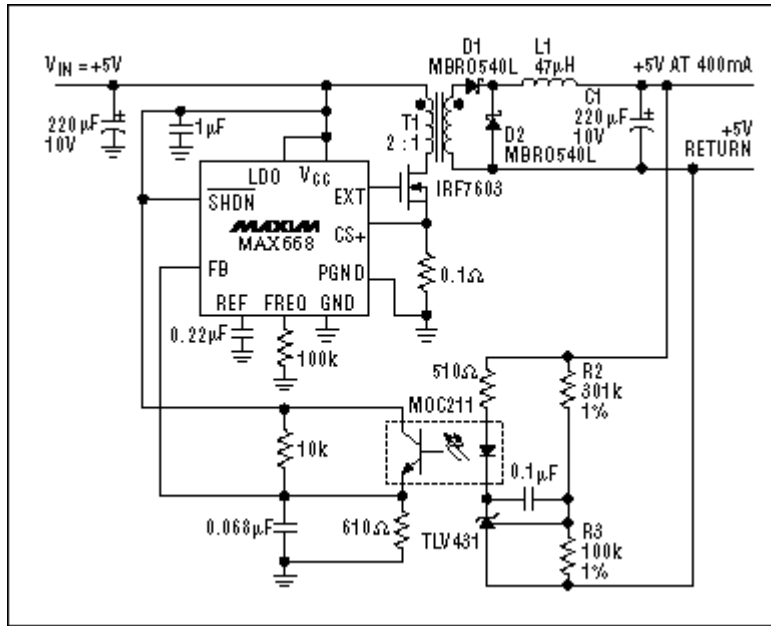 VIN = +5V
D1
MBR0540L
L1
47µH
+5V AT 400mA
220µF
10V
1µF
T1
2:1
D2
MBR0540L
C1
220µF
10V
+5V
RETURN
LDO
VCC
SHDN
EXT
IRF7603
MAXIM
MAX668
CS+
FB
PGND
0.1Ω
REF
FREQ
GND
0.22µF
100k
510Ω
R2
301k
1%
MOC211
10k
0.1µF
0.068µF
610Ω
TLV431
R3
100k
1%